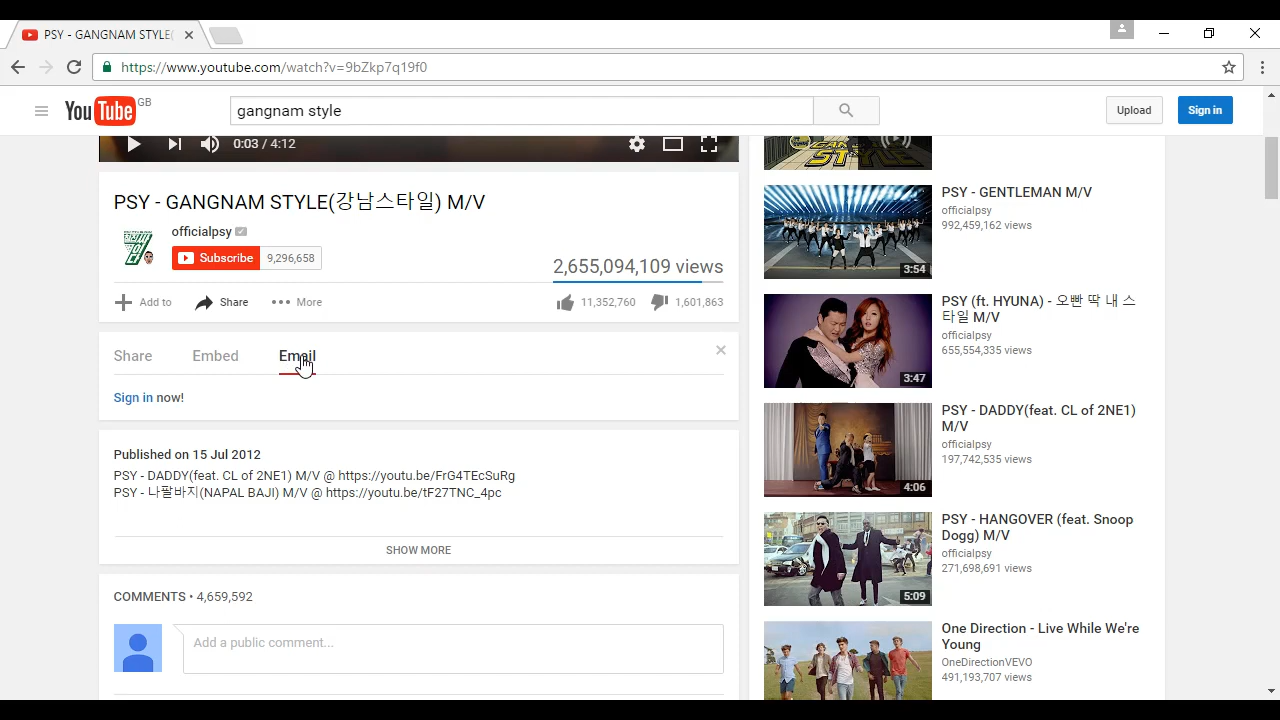 PSY - GANGNAM STYLE(
https://www.youtube.com/watch?v=9bZkp7q19f0
YouTube GB
gangnam style
Upload
Sign in
0:03 / 4:12
STYLE
PSY - GANGNAM STYLE(강남스타일) M/V
officialpsy
Subscribe 9,296,658
2,655,094,109 views
Add to Share More 11,352,760 1,601,863
Share Embed Email
Sign in now!
Published on 15 Jul 2012
PSY - DADDY(feat. CL of 2NE1) M/V @ https://youtu.be/FrG4TEcSuRg
PSY - 나팔바지(NAPAL BAJI) M/V @ https://youtu.be/tF27TNC_4pc
SHOW MORE
COMMENTS • 4,659,592
Add a public comment...
PSY - GENTLEMAN M/V
officialpsy
992,459,162 views
3:54
PSY (ft. HYUNA) - 오빤 딱 내 스
타일 M/V
officialpsy
655,554,335 views
3:47
PSY - DADDY(feat. CL of 2NE1)
M/V
officialpsy
197,742,535 views
4:06
PSY - HANGOVER (feat. Snoop
Dogg) M/V
officialpsy
271,698,691 views
5:09
One Direction - Live While We're
Young
OneDirectionVEVO
491,193,707 views